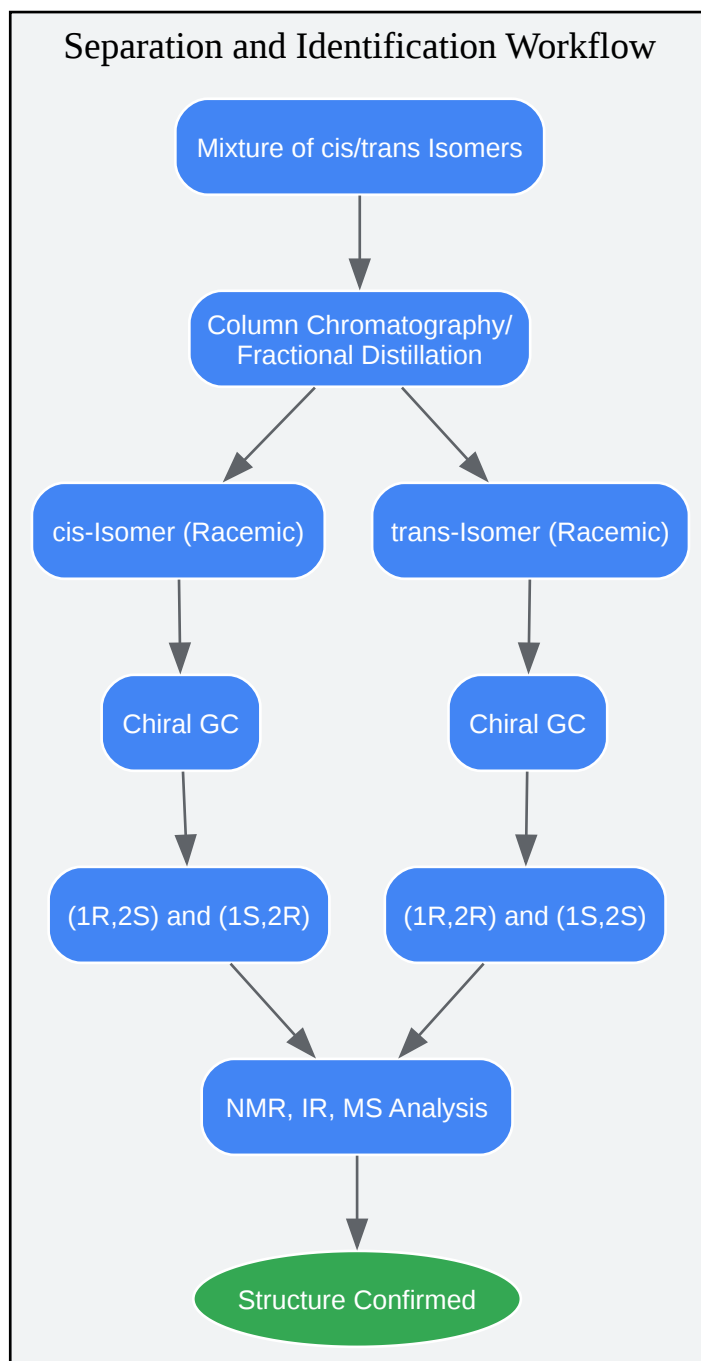 Separation and Identification Workflow
Mixture of cis/trans Isomers
Column Chromatography/
Fractional Distillation
cis-Isomer (Racemic)
trans-Isomer (Racemic)
Chiral GC
Chiral GC
(1R,2S) and (1S,2R)
(1R,2R) and (1S,2S)
NMR, IR, MS Analysis
Structure Confirmed